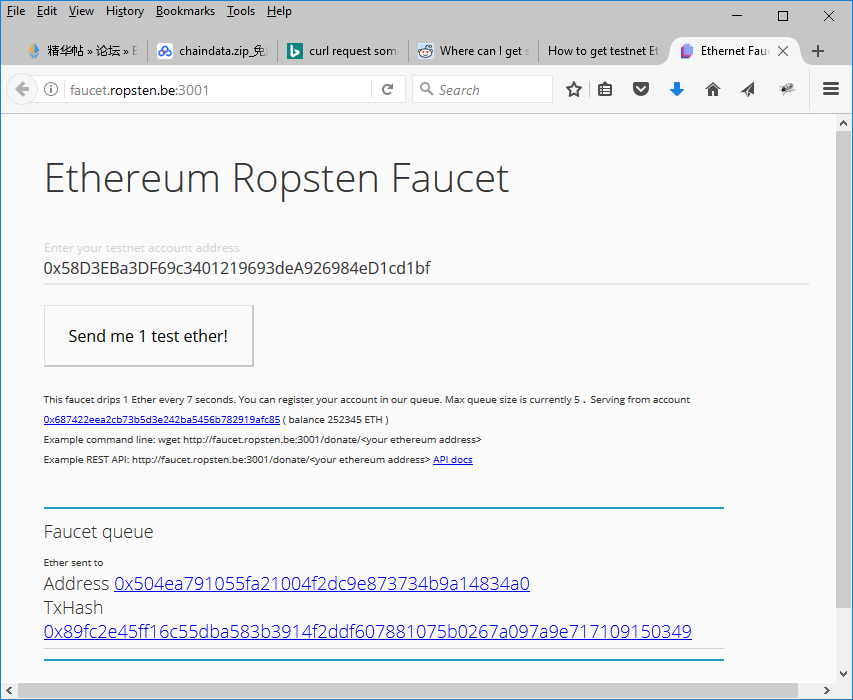 File Edit View History Bookmarks Tools Help
精华帖 » 论坛 » E
chaindata.zip_免
curl request som
Where can I get s
How to get testnet Et
Ethernet Fau
faucet.ropsten.be:3001
Search
Ethereum Ropsten Faucet
Enter your testnet account address
0x58D3EBa3DF69c3401219693deA926984eD1cd1bf
Send me 1 test ether!
This faucet drips 1 Ether every 7 seconds. You can register your account in our queue. Max queue size is currently 5 . Serving from account
0x687422eea2cb73b5d3e242ba5456b782919afc85 ( balance 252345 ETH )
Example command line: wget http://faucet.ropsten.be:3001/donate/<your ethereum address>
Example REST API: http://faucet.ropsten.be:3001/donate/<your ethereum address> API docs
Faucet queue
Ether sent to
Address 0x504ea791055fa21004f2dc9e873734b9a14834a0
TxHash
0x89fc2e45ff16c55dba583b3914f2ddf607881075b0267a097a9e717109150349